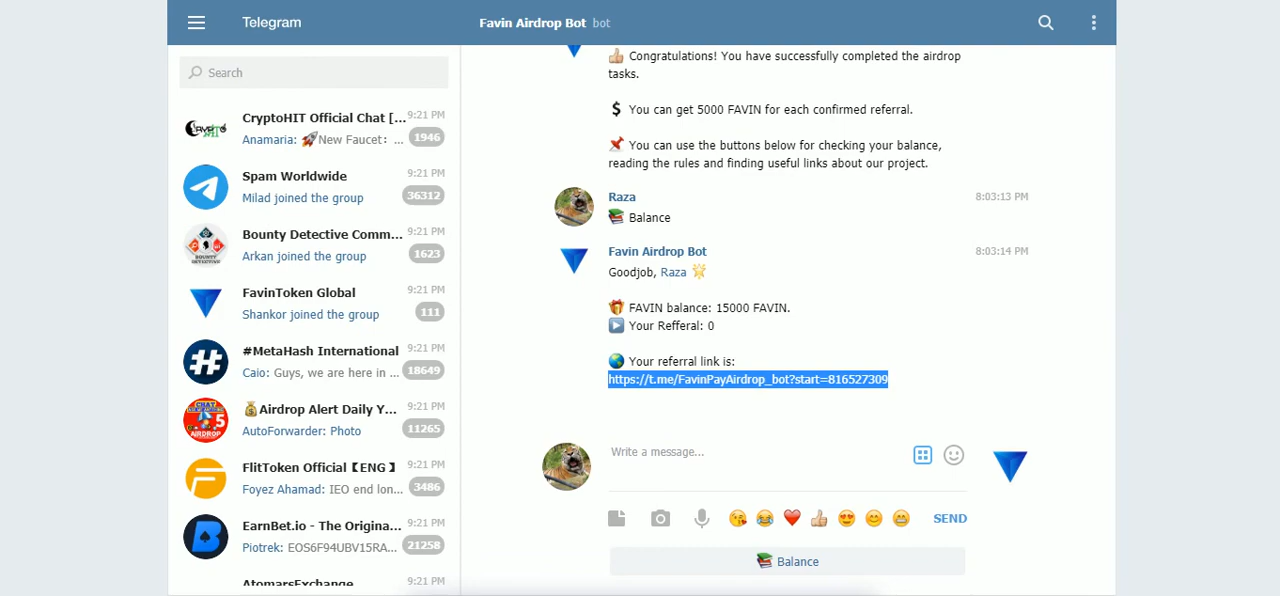 Telegram
Favin Airdrop Bot bot
Search
CryptoHIT Official Chat [... 9:21 PM
Anamaria: 🚀New Faucet: ... 1946
Spam Worldwide 9:21 PM
Milad joined the group 36312
Bounty Detective Comm... 9:21 PM
Arkan joined the group 1623
FavinToken Global 9:21 PM
Shankor joined the group 111
#MetaHash International 9:21 PM
Caio: Guys, we are here in ... 18649
💰Airdrop Alert Daily Y... 9:21 PM
AutoForwarder: Photo 11265
FlitToken Official【ENG】 9:21 PM
Foyez Ahamad: IEO end lon... 3486
EarnBet.io - The Origina... 9:21 PM
Piotrek: EOS6F94UBV15RA... 21258
AtomarsExchange 9:21 PM
👍 Congratulations! You have successfully completed the airdrop
tasks.
$ You can get 5000 FAVIN for each confirmed referral.
📌 You can use the buttons below for checking your balance,
reading the rules and finding useful links about our project.
Raza 8:03:13 PM
📚 Balance
Favin Airdrop Bot 8:03:14 PM
Goodjob, Raza 🌟
🎁 FAVIN balance: 15000 FAVIN.
▶️ Your Refferal: 0
🌎 Your referral link is:
https://t.me/FavinPayAirdrop_bot?start=816527309
Write a message...
SEND
📚 Balance